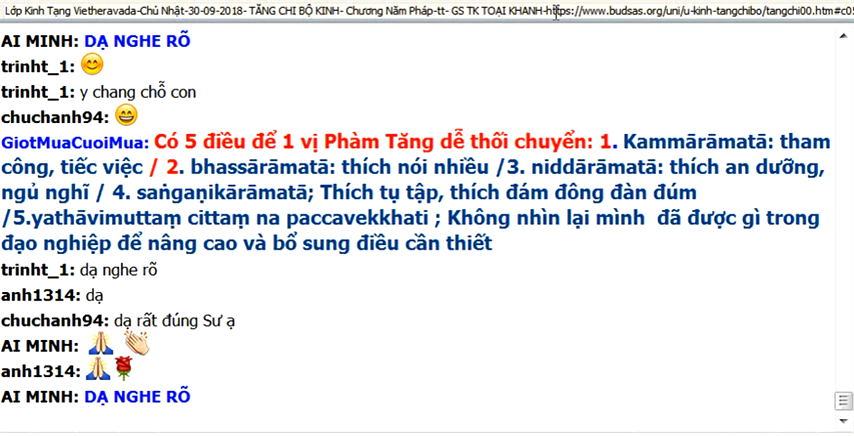 Lớp Kinh Tạng Vietheravada-Chủ Nhật-30-09-2018- TĂNG CHI BỘ KINH- Chương Năm Pháp-tt- GS TK TOẠI KHANH-https://www.budsas.org/uni/u-kinh-tangchibo/tangchi00.htm#c05
AI MINH: DẠ NGHE RÕ
trinht_1: 😊
trinht_1: y chang chỗ con
chuchanh94: 😄
GiotMuaCuoiMua: Có 5 điều để 1 vị Phàm Tăng dễ thối chuyển: 1. Kammārāmatā: tham
công, tiếc việc / 2. bhassārāmatā: thích nói nhiều /3. niddārāmatā: thích an dưỡng,
ngủ nghĩ / 4. saṅgaṇikārāmatā; Thích tụ tập, thích đám đông đàn đúm
/5.yathāvimuttaṃ cittaṃ na paccavekkhati ; Không nhìn lại mình đã được gì trong
đạo nghiệp để nâng cao và bổ sung điều cần thiết
trinht_1: dạ nghe rõ
anh1314: dạ
chuchanh94: dạ rất đúng Sư ạ
AI MINH: 🙏 👏
anh1314: 🙏🌹
AI MINH: DẠ NGHE RÕ